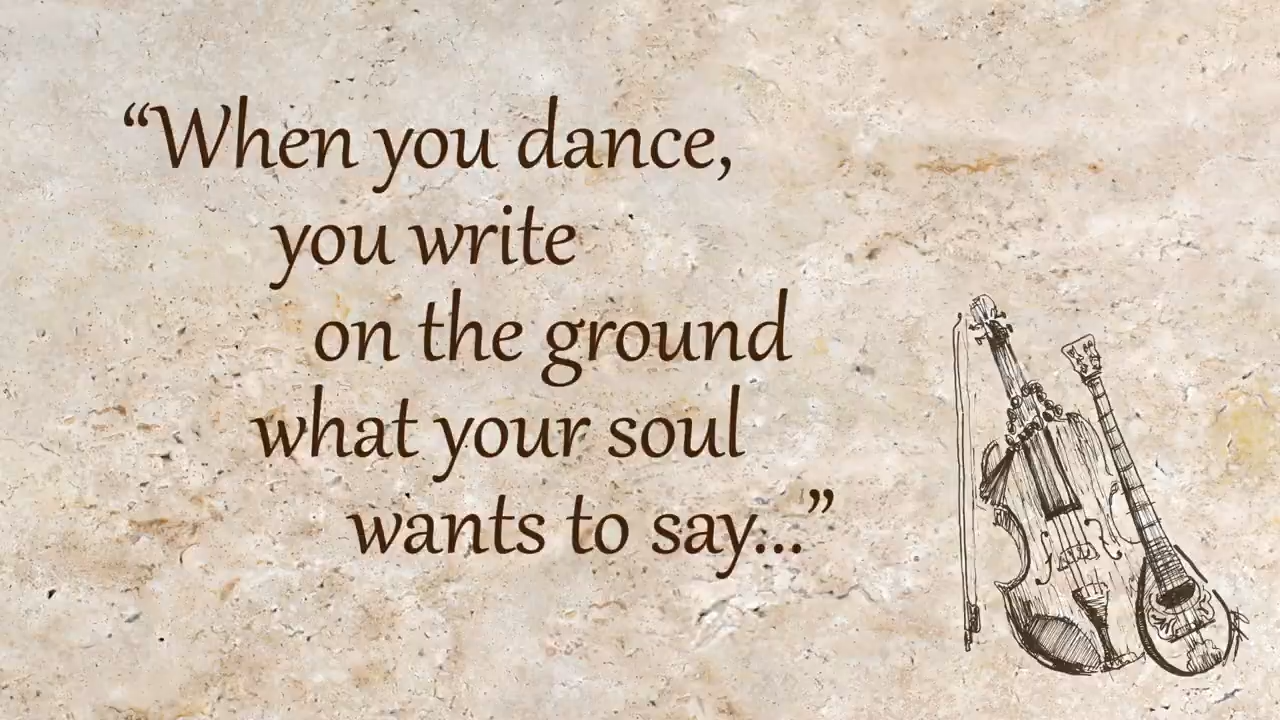 “When you dance,
you write
on the ground
what your soul
wants to say...”